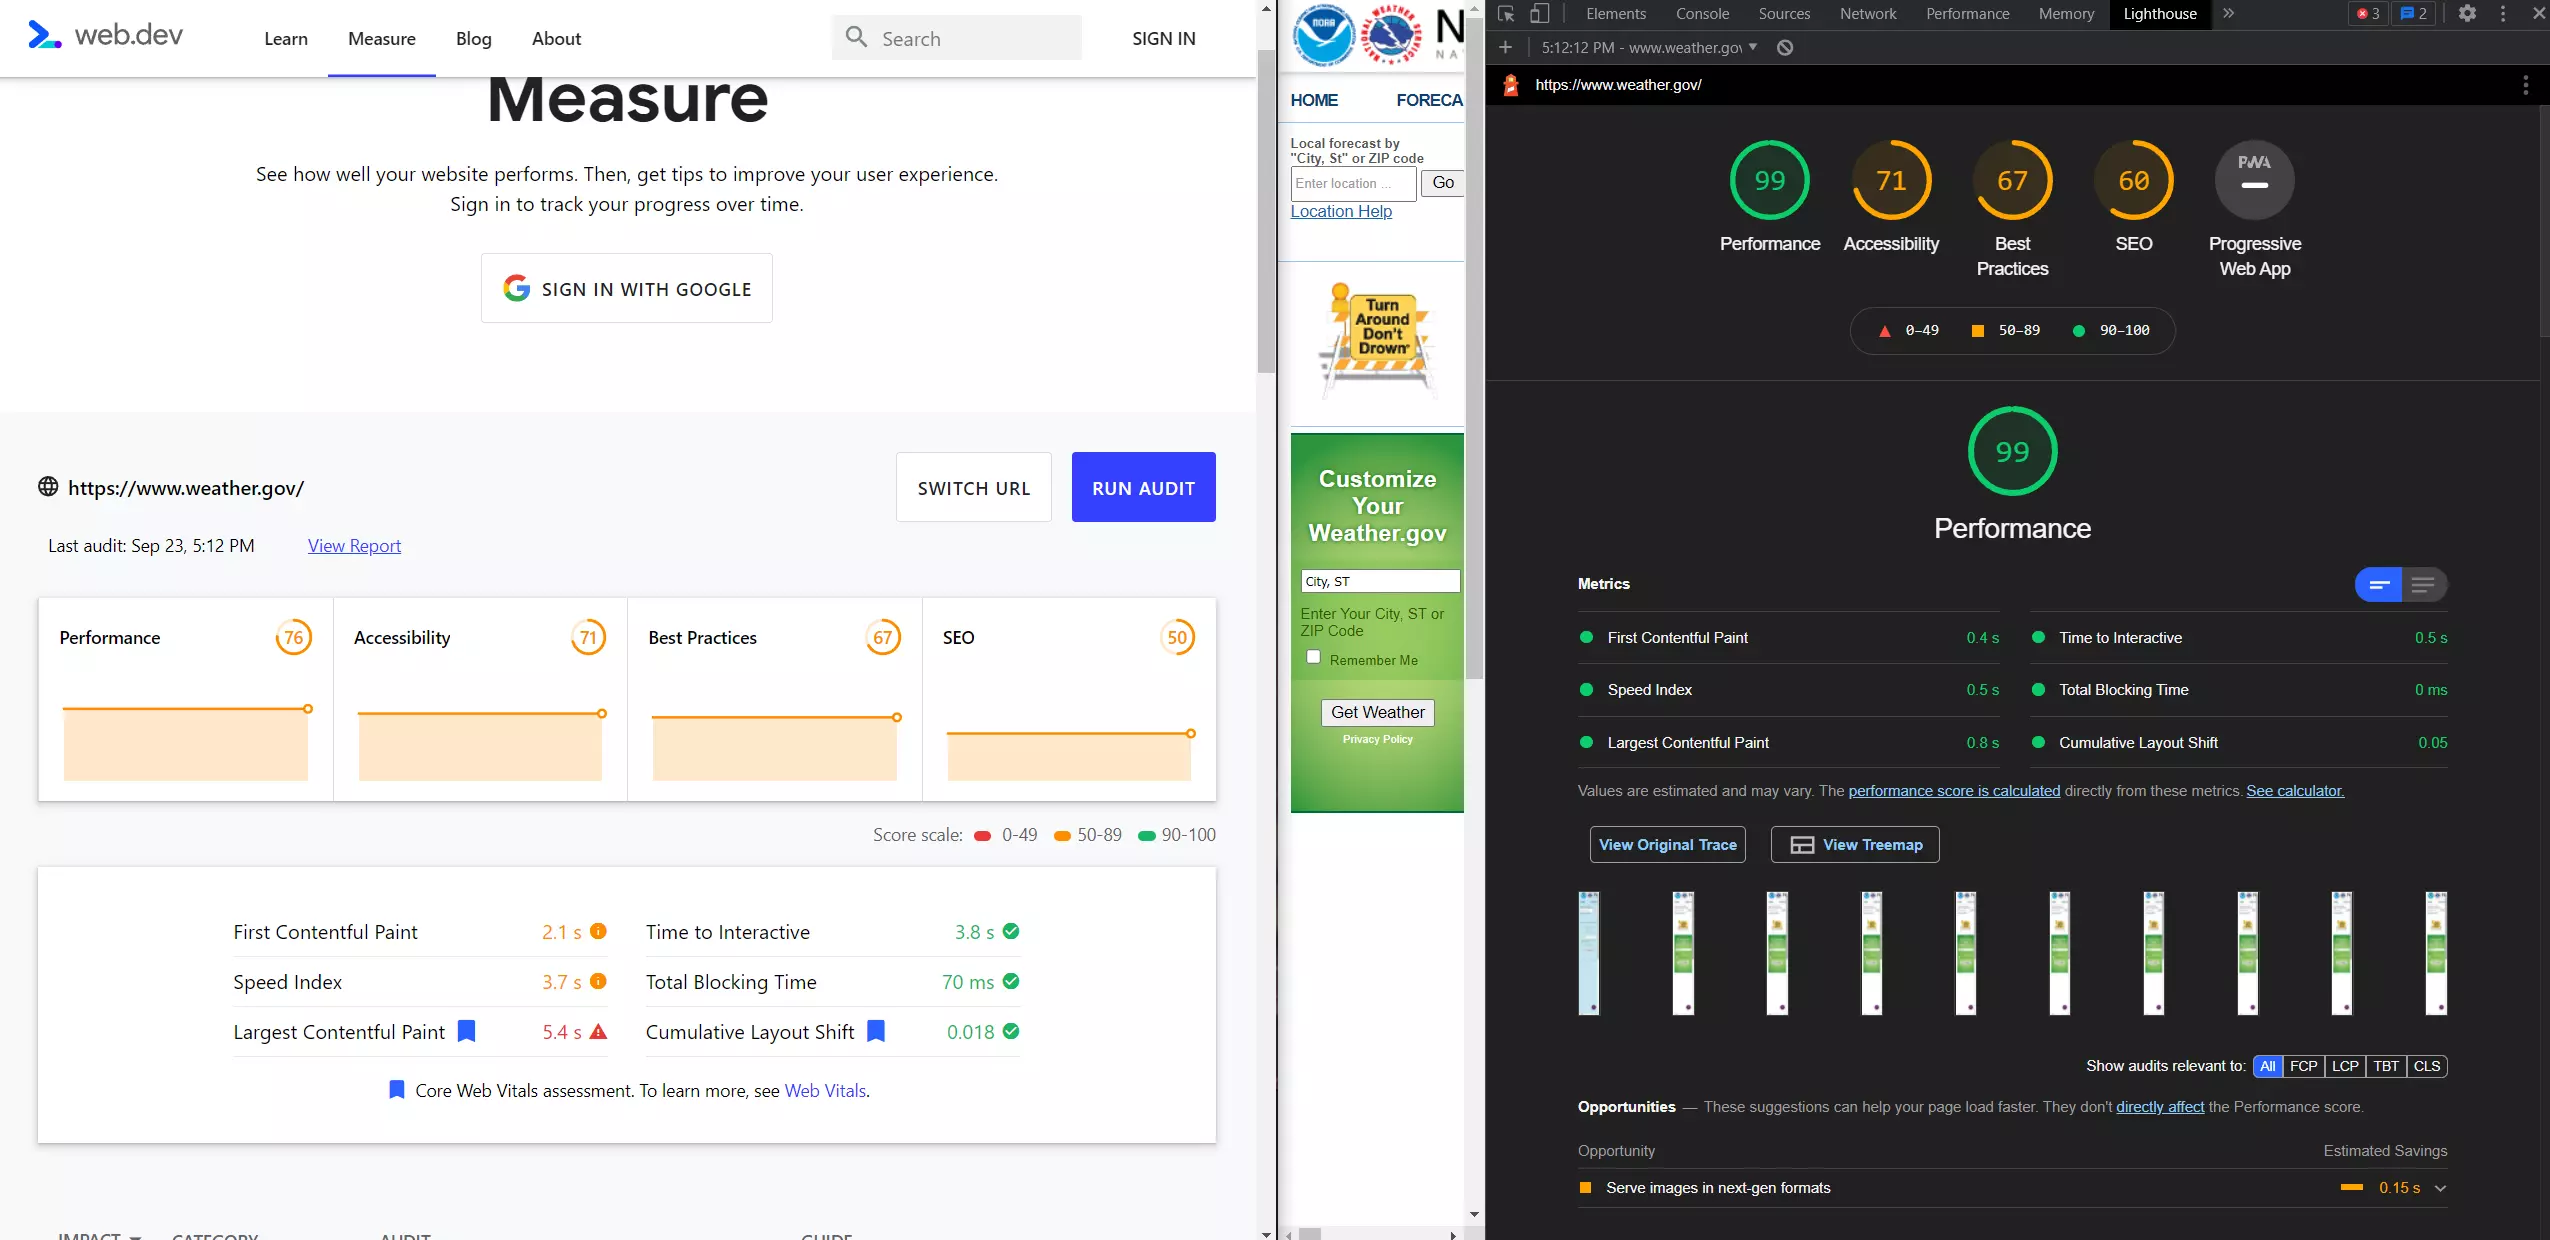 web.dev
Learn
Measure
Blog
About
Search
SIGN IN
Measure
See how well your website performs. Then, get tips to improve your user experience.
Sign in to track your progress over time.
SIGN IN WITH GOOGLE
https://www.weather.gov/
SWITCH URL
RUN AUDIT
Last audit: Sep 23, 5:12 PM
View Report
Performance
76
Accessibility
71
Best Practices
67
SEO
50
Score scale: 0-49 50-89 90-100
First Contentful Paint 2.1 s
Time to Interactive 3.8 s
Speed Index 3.7 s
Total Blocking Time 70 ms
Largest Contentful Paint 5.4 s
Cumulative Layout Shift 0.018
Core Web Vitals assessment. To learn more, see Web Vitals.
IMPACT
CATEGORY
AUDIT
GUIDE
NOAA
N
NA
HOME
FORECA
Local forecast by
"City, St" or ZIP code
Enter location ...
Go
Location Help
Turn
Around
Don't
Drown
Customize
Your
Weather.gov
City, ST
Enter Your City, ST or
ZIP Code
Remember Me
Get Weather
Privacy Policy
Elements
Console
Sources
Network
Performance
Memory
Lighthouse
3
2
5:12:12 PM - www.weather.gov
https://www.weather.gov/
99
Performance
71
Accessibility
67
Best
Practices
60
SEO
PWA
Progressive
Web App
0–49
50–89
90–100
99
Performance
Metrics
First Contentful Paint 0.4 s
Time to Interactive 0.5 s
Speed Index 0.5 s
Total Blocking Time 0 ms
Largest Contentful Paint 0.8 s
Cumulative Layout Shift 0.05
Values are estimated and may vary. The performance score is calculated directly from these metrics. See calculator.
View Original Trace
View Treemap
Show audits relevant to: All FCP LCP TBT CLS
Opportunities — These suggestions can help your page load faster. They don't directly affect the Performance score.
Opportunity
Estimated Savings
Serve images in next-gen formats
0.15 s